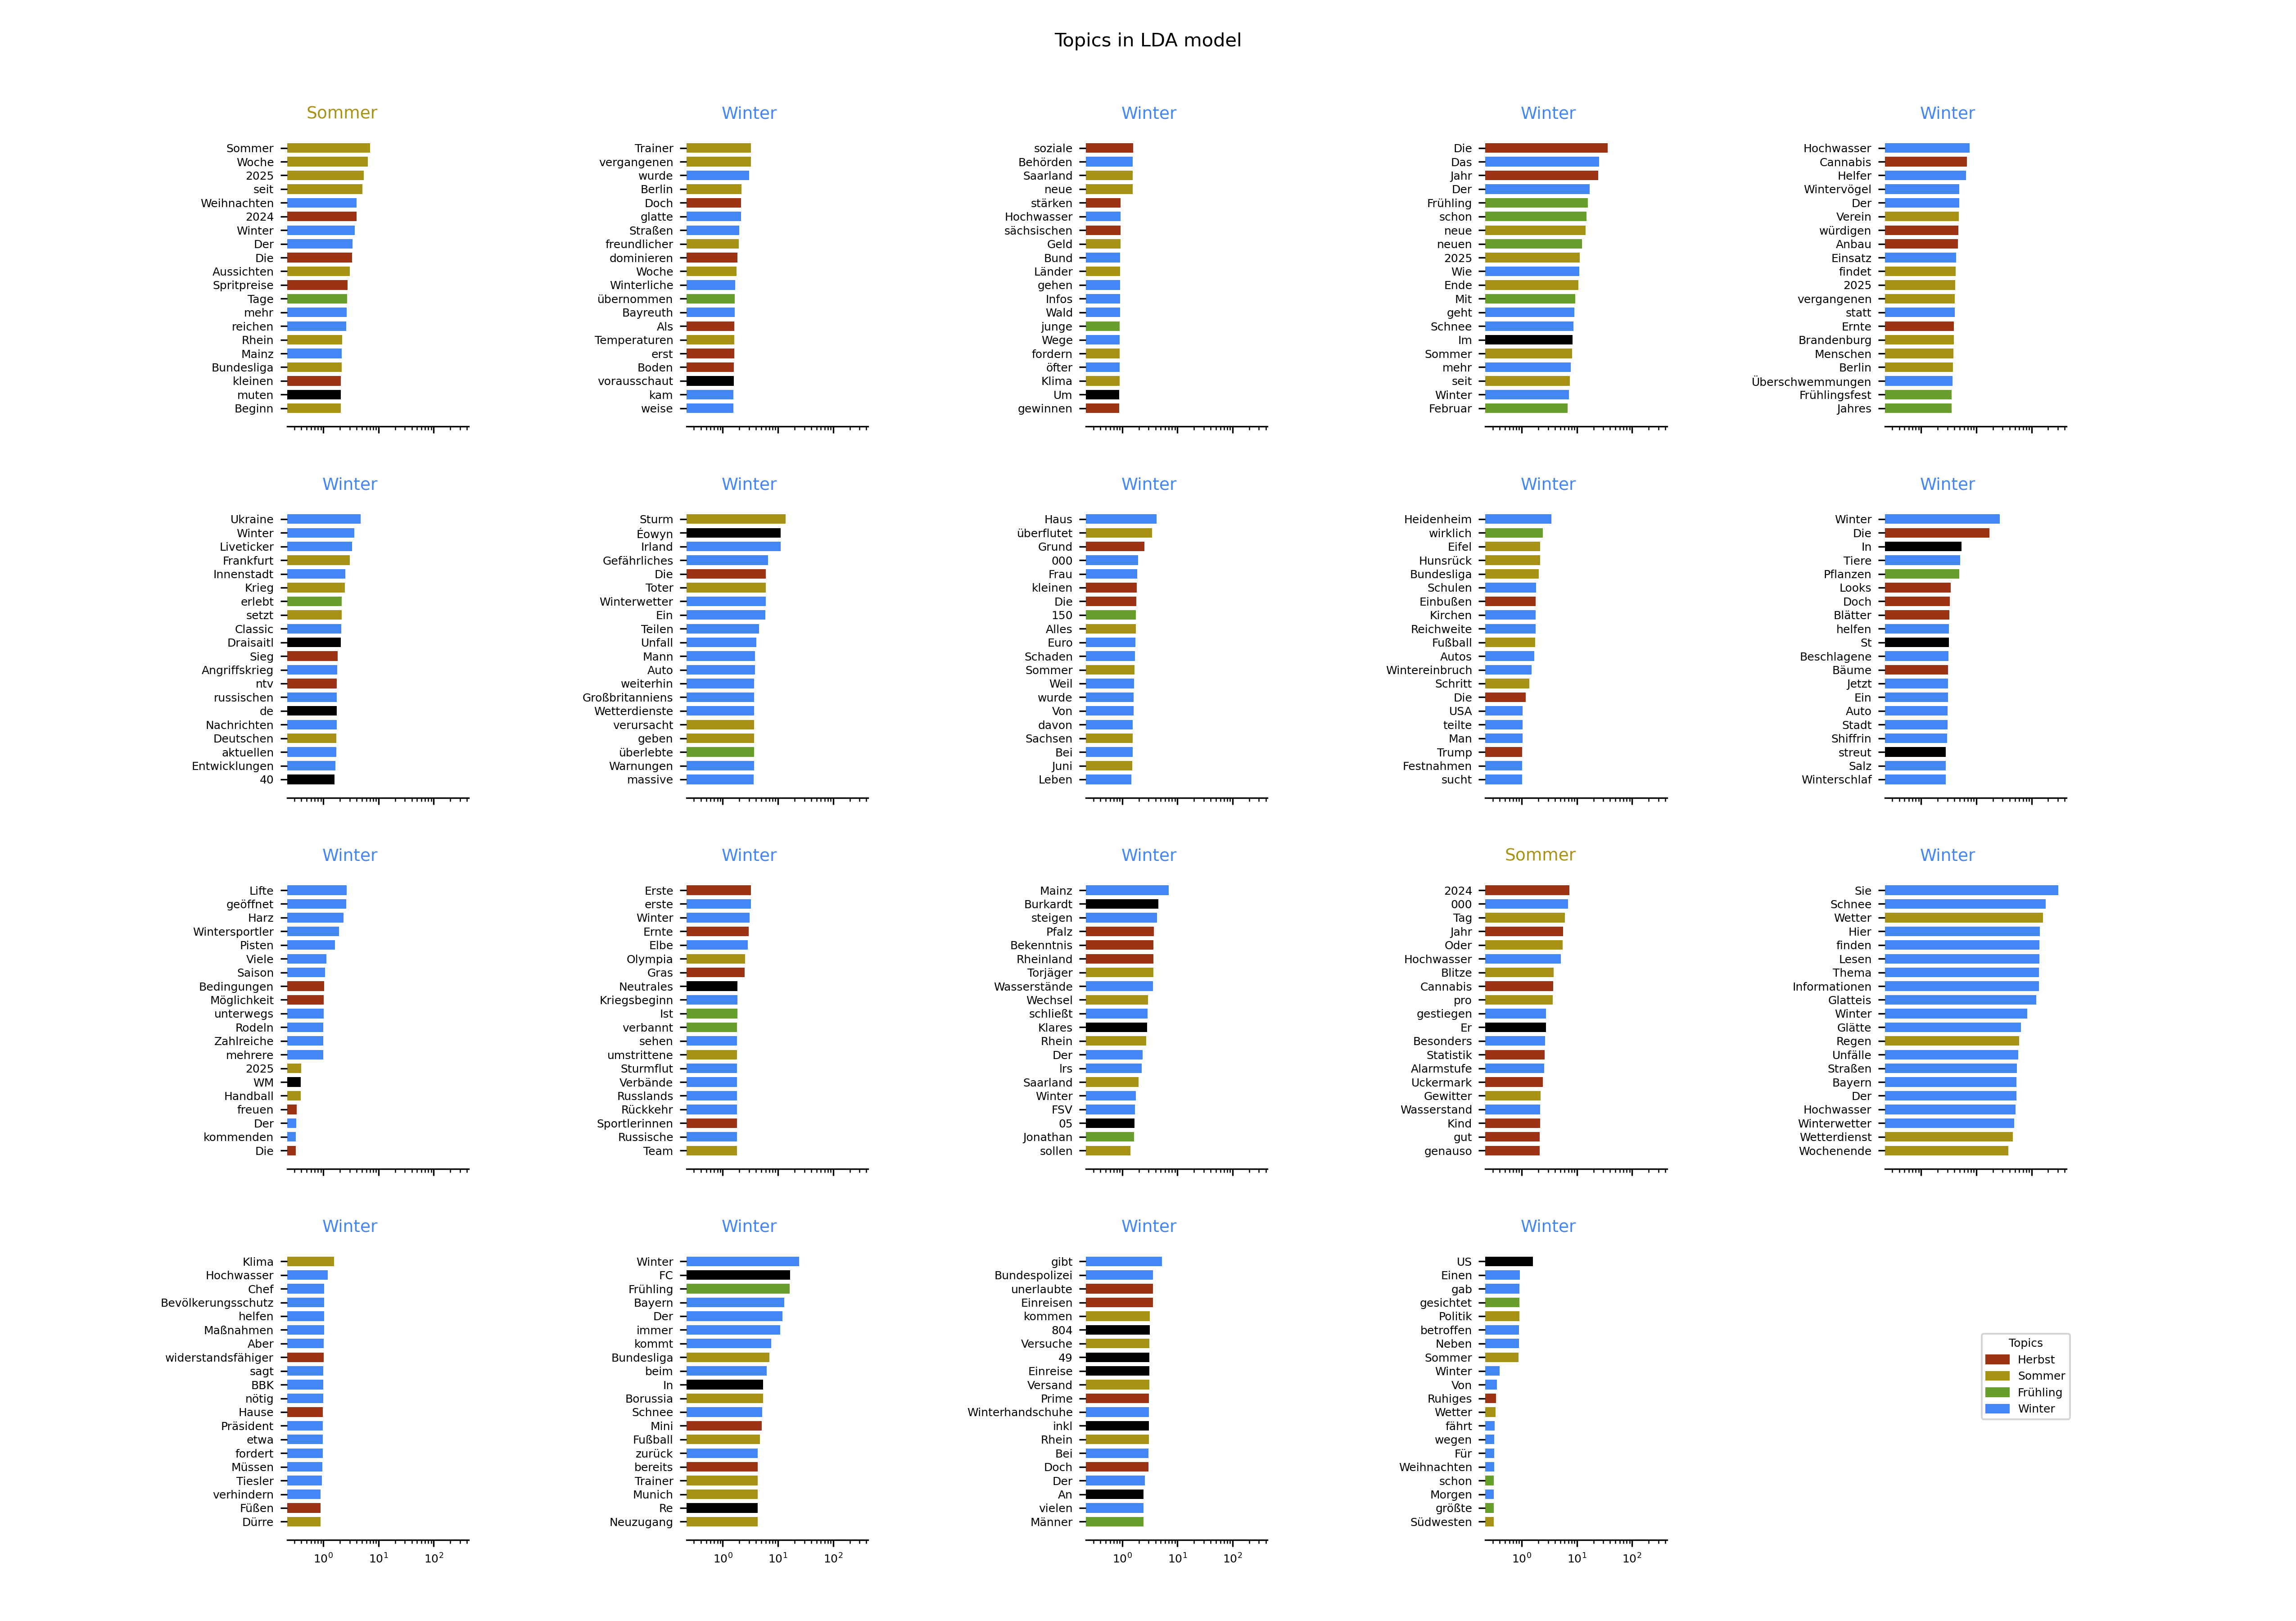 Topics in LDA model
Sommer
Sommer
Woche
2025
seit
Weihnachten
2024
Winter
Der
Die
Aussichten
Spritpreise
Tage
mehr
reichen
Rhein
Mainz
Bundesliga
kleinen
muten
Beginn
Winter
Trainer
vergangenen
wurde
Berlin
Doch
glatte
Straßen
freundlicher
dominieren
Woche
Winterliche
übernommen
Bayreuth
Als
Temperaturen
erst
Boden
vorausschaut
kam
weise
Winter
soziale
Behörden
Saarland
neue
stärken
Hochwasser
sächsischen
Geld
Bund
Länder
gehen
Infos
Wald
junge
Wege
fordern
öfter
Klima
Um
gewinnen
Winter
Die
Das
Jahr
Der
Frühling
schon
neue
neuen
2025
Wie
Ende
Mit
geht
Schnee
Im
Sommer
mehr
seit
Winter
Februar
Winter
Hochwasser
Cannabis
Helfer
Wintervögel
Der
Verein
würdigen
Anbau
Einsatz
findet
2025
vergangenen
statt
Ernte
Brandenburg
Menschen
Berlin
Überschwemmungen
Frühlingsfest
Jahres
Winter
Ukraine
Winter
Liveticker
Frankfurt
Innenstadt
Krieg
erlebt
setzt
Classic
Draisaitl
Sieg
Angriffskrieg
ntv
russischen
de
Nachrichten
Deutschen
aktuellen
Entwicklungen
40
Winter
Sturm
Éowyn
Irland
Gefährliches
Die
Toter
Winterwetter
Ein
Teilen
Unfall
Mann
Auto
weiterhin
Großbritanniens
Wetterdienste
verursacht
geben
überlebte
Warnungen
massive
Winter
Haus
überflutet
Grund
000
Frau
kleinen
Die
150
Alles
Euro
Schaden
Sommer
Weil
wurde
Von
davon
Sachsen
Bei
Juni
Leben
Winter
Heidenheim
wirklich
Eifel
Hunsrück
Bundesliga
Schulen
Einbußen
Kirchen
Reichweite
Fußball
Autos
Wintereinbruch
Schritt
Die
USA
teilte
Man
Trump
Festnahmen
sucht
Winter
Winter
Die
In
Tiere
Pflanzen
Looks
Doch
Blätter
helfen
St
Beschlagene
Bäume
Jetzt
Ein
Auto
Stadt
Shiffrin
streut
Salz
Winterschlaf
Winter
Lifte
geöffnet
Harz
Wintersportler
Pisten
Viele
Saison
Bedingungen
Möglichkeit
unterwegs
Rodeln
Zahlreiche
mehrere
2025
WM
Handball
freuen
Der
kommenden
Die
Winter
Erste
erste
Winter
Ernte
Elbe
Olympia
Gras
Neutrales
Kriegsbeginn
Ist
verbannt
sehen
umstrittene
Sturmflut
Verbände
Russlands
Rückkehr
Sportlerinnen
Russische
Team
Winter
Mainz
Burkardt
steigen
Pfalz
Bekenntnis
Rheinland
Torjäger
Wasserstände
Wechsel
schließt
Klares
Rhein
Der
Irs
Saarland
Winter
FSV
05
Jonathan
sollen
Sommer
2024
000
Tag
Jahr
Oder
Hochwasser
Blitze
Cannabis
pro
gestiegen
Er
Besonders
Statistik
Alarmstufe
Uckermark
Gewitter
Wasserstand
Kind
gut
genauso
Winter
Sie
Schnee
Wetter
Hier
finden
Lesen
Thema
Informationen
Glatteis
Winter
Glätte
Regen
Unfälle
Straßen
Bayern
Der
Hochwasser
Winterwetter
Wetterdienst
Wochenende
Winter
Klima
Hochwasser
Chef
Bevölkerungsschutz
helfen
Maßnahmen
Aber
widerstandsfähiger
sagt
BBK
nötig
Hause
Präsident
etwa
fordert
Müssen
Tiesler
verhindern
Füßen
Dürre
10⁰ 10¹ 10²
Winter
Winter
FC
Frühling
Bayern
Der
immer
kommt
Bundesliga
beim
In
Borussia
Schnee
Mini
Fußball
zurück
bereits
Trainer
Munich
Re
Neuzugang
10⁰ 10¹ 10²
Winter
gibt
Bundespolizei
unerlaubte
Einreisen
kommen
804
Versuche
49
Einreise
Versand
Prime
Winterhandschuhe
inkl
Rhein
Bei
Doch
Der
An
vielen
Männer
10⁰ 10¹ 10²
Winter
US
Einen
gab
gesichtet
Politik
betroffen
Neben
Sommer
Winter
Von
Ruhiges
Wetter
fährt
wegen
Für
Weihnachten
schon
Morgen
größte
Südwesten
10⁰ 10¹ 10²
Topics
Herbst
Sommer
Frühling
Winter